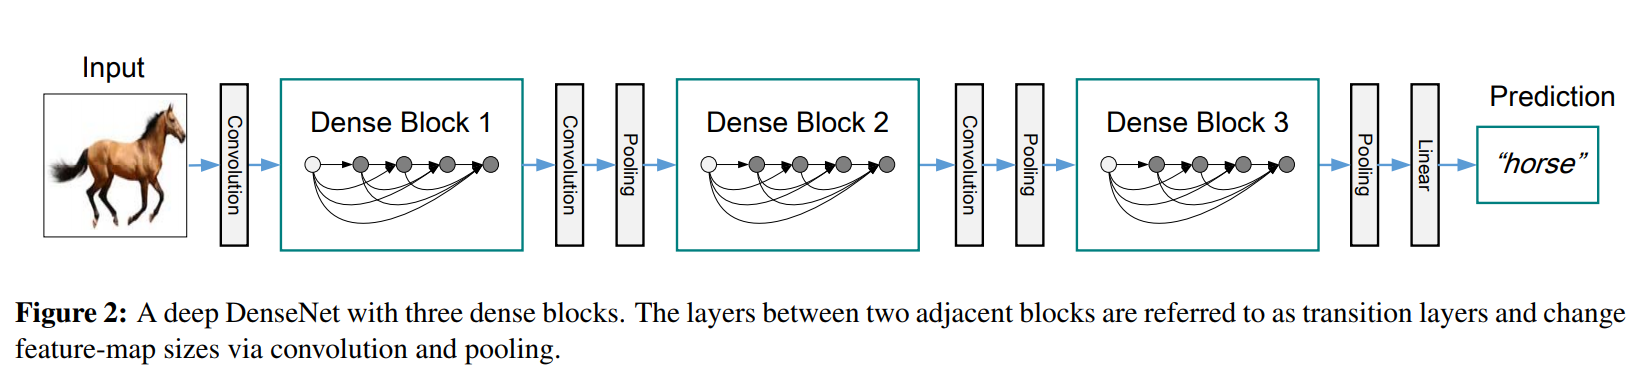 Input
Prediction
Convolution
Dense Block 1
Convolution
Pooling
Dense Block 2
Convolution
Pooling
Dense Block 3
Pooling
Linear
“horse”
Figure 2: A deep DenseNet with three dense blocks. The layers between two adjacent blocks are referred to as transition layers and change
feature-map sizes via convolution and pooling.